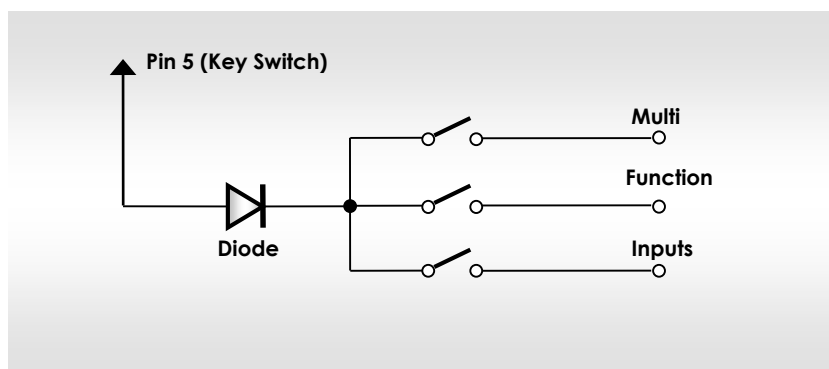 Pin 5 (Key Switch)
Multi
Function
Inputs
Diode